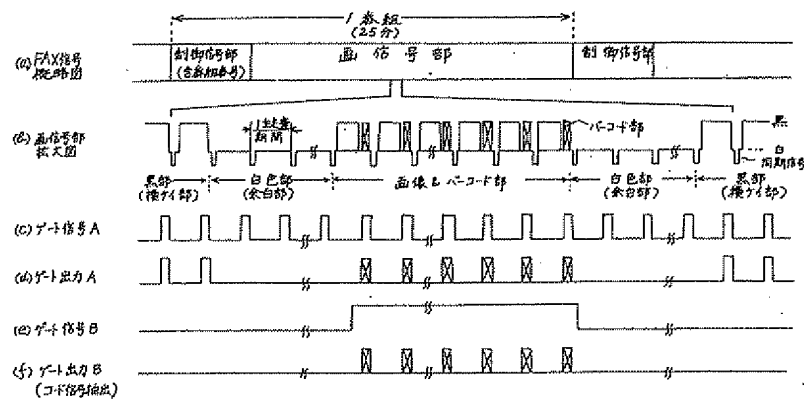 1番組
(25分)
(a) FAX信号
概略図
制御信号部
(含番組番号)
画信号部
制御信号部
(b) 画信号部
拡大図
1主走査
期間
バーコード部
黒
白
同期信号
黒部
(横ケイ部)
白色部
(余白部)
画像&バーコード部
白色部
(余白部)
黒部
(横ケイ部)
(c) ゲート信号A
(d) ゲート出力A
(e) ゲート信号B
(f) ゲート出力B
(コード信号抽出)